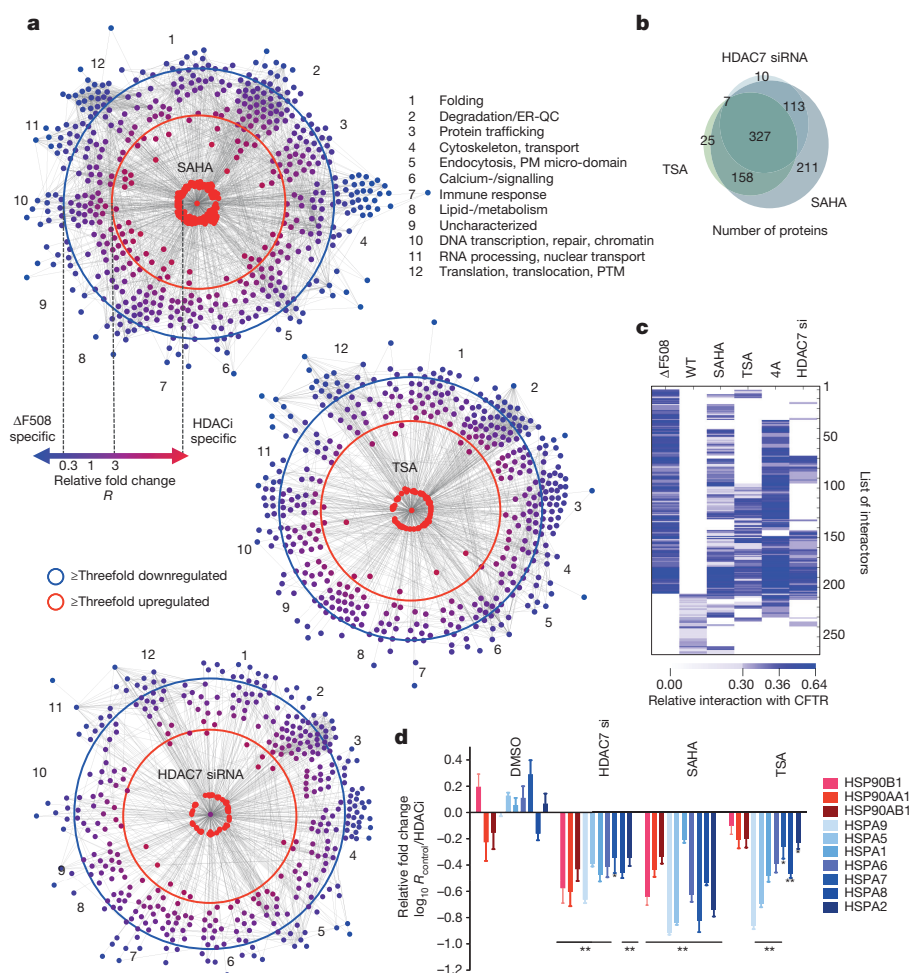 a
1
2
3
4
5
6
7
8
9
10
11
12
SAHA
ΔF508 specific
HDACi specific
0.3 1 3
Relative fold change
R
≥Threefold downregulated
≥Threefold upregulated
1 Folding
2 Degradation/ER-QC
3 Protein trafficking
4 Cytoskeleton, transport
5 Endocytosis, PM micro-domain
6 Calcium-/signalling
7 Immune response
8 Lipid-/metabolism
9 Uncharacterized
10 DNA transcription, repair, chromatin
11 RNA processing, nuclear transport
12 Translation, translocation, PTM
TSA
1
2
3
4
5
6
7
8
9
10
11
12
HDAC7 siRNA
1
2
3
4
5
6
7
8
9
10
11
12
b
HDAC7 siRNA
10
7
113
25
327
TSA
158
211
SAHA
Number of proteins
c
ΔF508
WT
SAHA
TSA
4A
HDAC7 si
1
50
100
150
200
250
List of interactors
0.00 0.30 0.36 0.64
Relative interaction with CFTR
d
DMSO
HDAC7 si
SAHA
TSA
Relative fold change
log10 Rcontrol/HDACi
0.4
0.2
0.0
−0.2
−0.4
−0.6
−0.8
−1.0
−1.2
*
*
**
**
**
**
**
HSP90B1
HSP90AA1
HSP90AB1
HSPA9
HSPA5
HSPA1
HSPA6
HSPA7
HSPA8
HSPA2